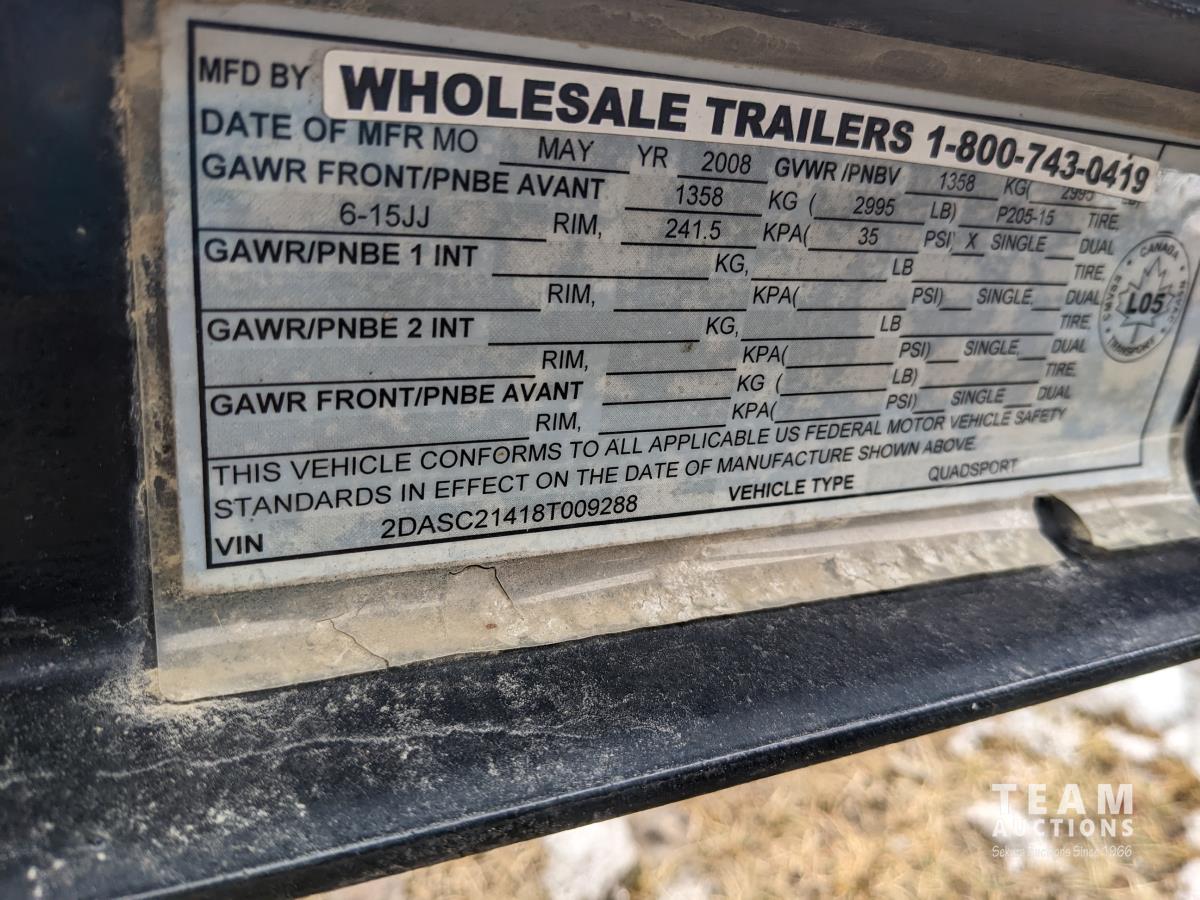 MFD BY WHOLESALE TRAILERS 1-800-743-0419
DATE OF MFR MO MAY YR 2008 GVWR /PNBV 1358 KG( 2995
GAWR FRONT/PNBE AVANT 1358 KG ( 2995 LB) P205-15 TIRE,
6-15JJ RIM, 241.5 KPA( 35 PSI) X SINGLE DUAL
GAWR/PNBE 1 INT KG, LB TIRE,
RIM, KPA( PSI) SINGLE, DUAL
GAWR/PNBE 2 INT KG, LB TIRE,
RIM, KPA( PSI) SINGLE, DUAL
GAWR FRONT/PNBE AVANT KG ( LB) TIRE,
RIM, KPA( PSI) SINGLE DUAL
THIS VEHICLE CONFORMS TO ALL APPLICABLE US FEDERAL MOTOR VEHICLE SAFETY
STANDARDS IN EFFECT ON THE DATE OF MANUFACTURE SHOWN ABOVE.
VIN 2DASC21418T009288 VEHICLE TYPE QUADSPORT
CANADA
L05
TRANSPORT
TEAM
AUCTIONS
Auctions Since 1966